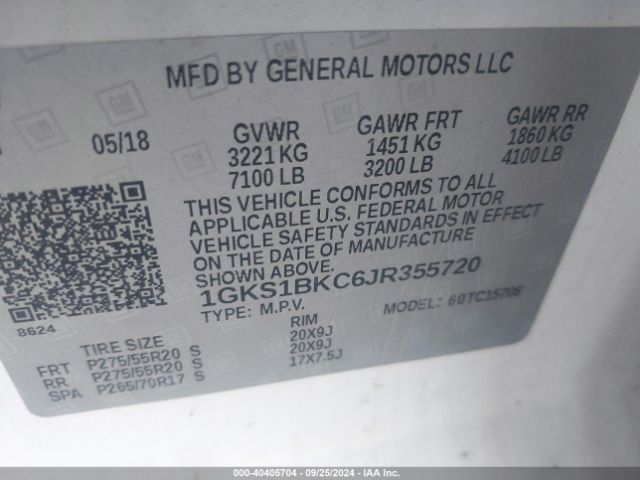 MFD BY GENERAL MOTORS LLC
05/18 GVWR GAWR FRT GAWR RR
3221 KG 1451 KG 1860 KG
7100 LB 3200 LB 4100 LB
THIS VEHICLE CONFORMS TO ALL
APPLICABLE U.S. FEDERAL MOTOR
VEHICLE SAFETY STANDARDS IN EFFECT
ON THE DATE OF MANUFACTURE
SHOWN ABOVE.
1GKS1BKC6JR355720
TYPE: M.P.V. MODEL: 60TC15706
8624
TIRE SIZE RIM
FRT P275/55R20 S 20X9J
RR P275/55R20 S 20X9J
SPA P265/70R17 S 17X7.5J
GM
000-40405704 - 09/25/2024 - IAA Inc.